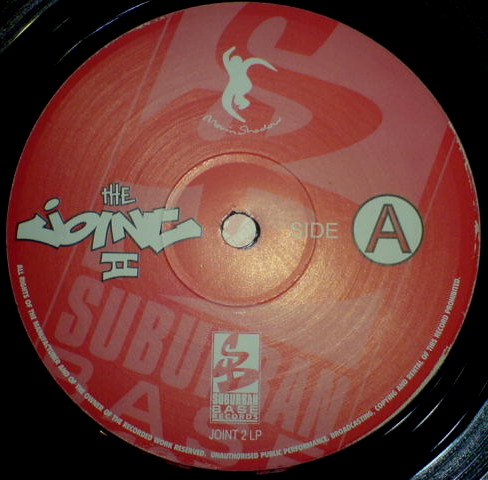 Movin Shadow
the
JOINT
II
SIDE A
SUBURBAN
BASE
SUBURBAN
BASE
RECORDS
JOINT 2 LP
ALL RIGHTS OF THE MANUFACTURER AND OF THE OWNER OF THE RECORDED WORK RESERVED. UNAUTHORISED PUBLIC PERFORMANCE, BROADCASTING, COPYING AND RENTAL OF THIS RECORD PROHIBITED.